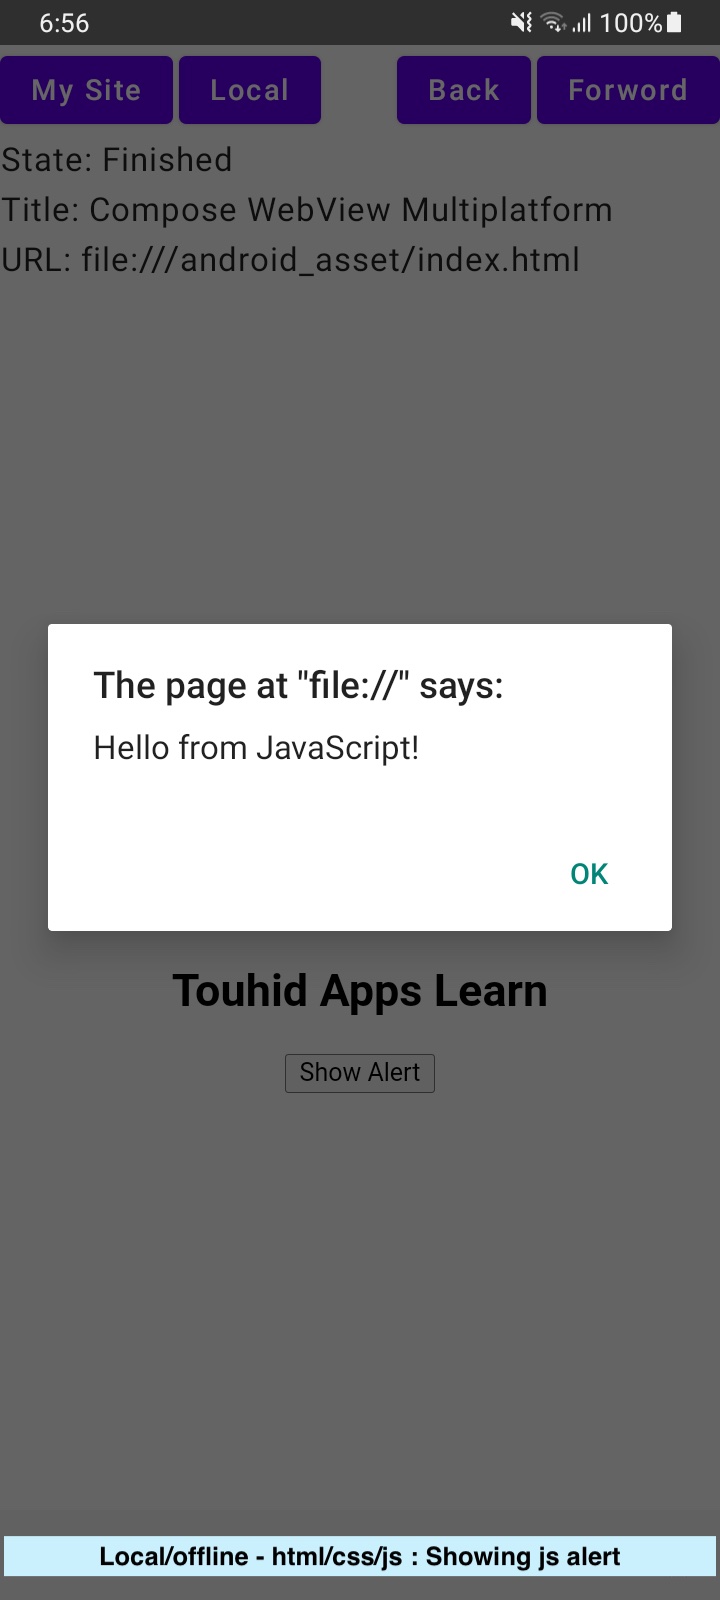 6:56 100%
My Site Local Back Forword
State: Finished
Title: Compose WebView Multiplatform
URL: file:///android_asset/index.html
The page at "file://" says:
Hello from JavaScript!
OK
Touhid Apps Learn
Show Alert
Local/offline - html/css/js : Showing js alert